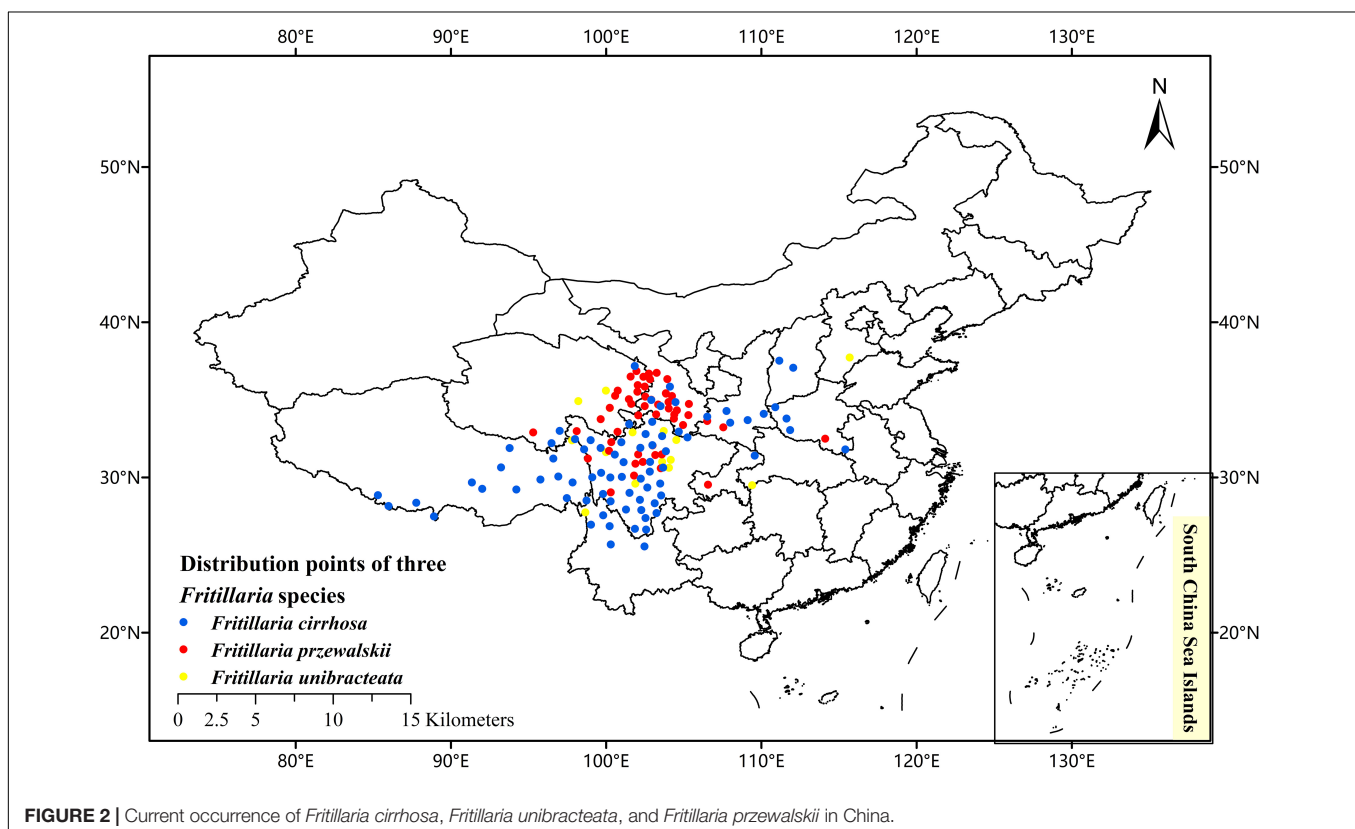 80°E 90°E 100°E 110°E 120°E 130°E
N
50°N 50°N
40°N 40°N
30°N 30°N
20°N 20°N
South China Sea Islands
Distribution points of three
Fritillaria species
Fritillaria cirrhosa
Fritillaria przewalskii
Fritillaria unibracteata
0 2.5 5 10 15 Kilometers
80°E 90°E 100°E 110°E 120°E 130°E
FIGURE 2 | Current occurrence of Fritillaria cirrhosa, Fritillaria unibracteata, and Fritillaria przewalskii in China.